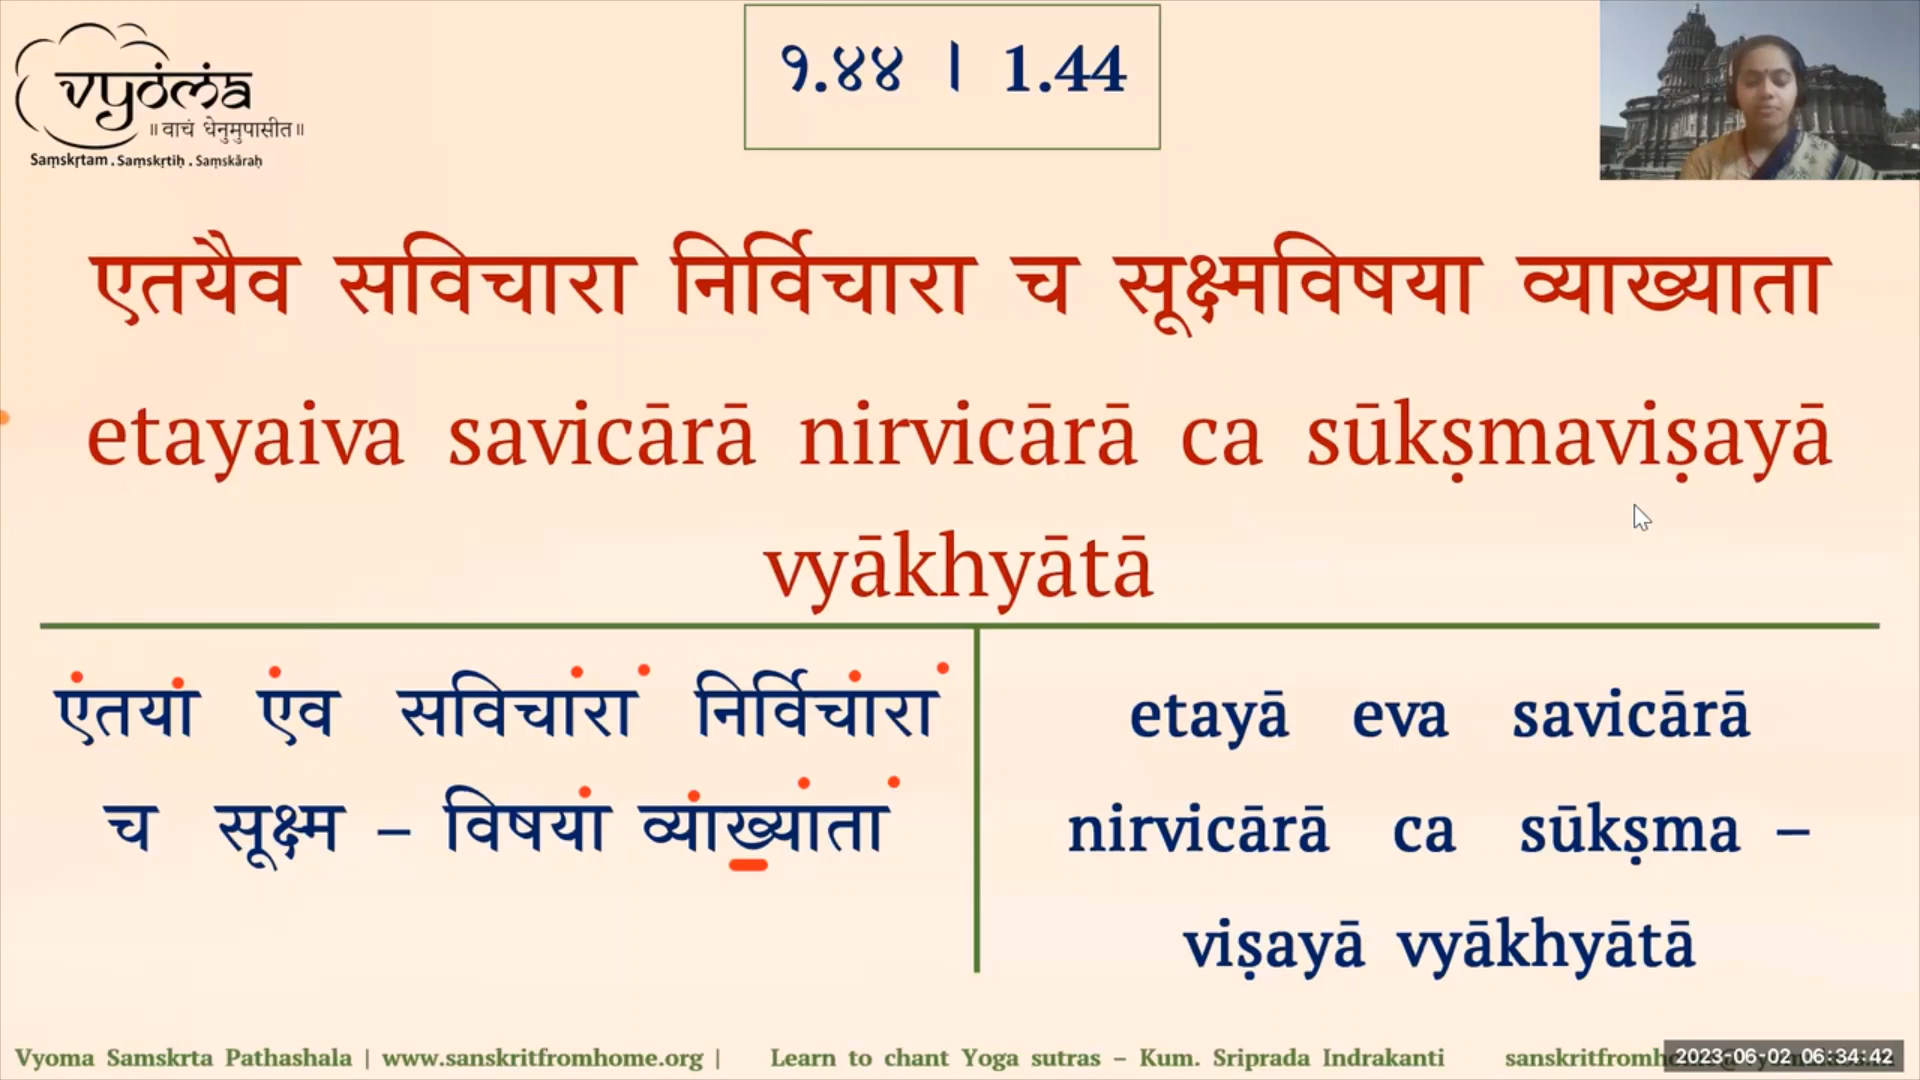 vyoma
॥ वाचं धेनुमुपासीत॥
Saṃskṛtam . Saṃskṛtiḥ . Saṃskāraḥ
१.४४ । 1.44
एतयैव सविचारा निर्विचारा च सूक्ष्मविषया व्याख्याता
etayaiva savicārā nirvicārā ca sūkṣmaviṣayā
vyākhyātā
एतया एव सविचारा निर्विचारा
च सूक्ष्म – विषया व्याख्याता
etayā eva savicārā
nirvicārā ca sūkṣma –
viṣayā vyākhyātā
Vyoma Samskrta Pathashala | www.sanskritfromhome.org | Learn to chant Yoga sutras – Kum. Sriprada Indrakanti
2023-06-02 06:34:42